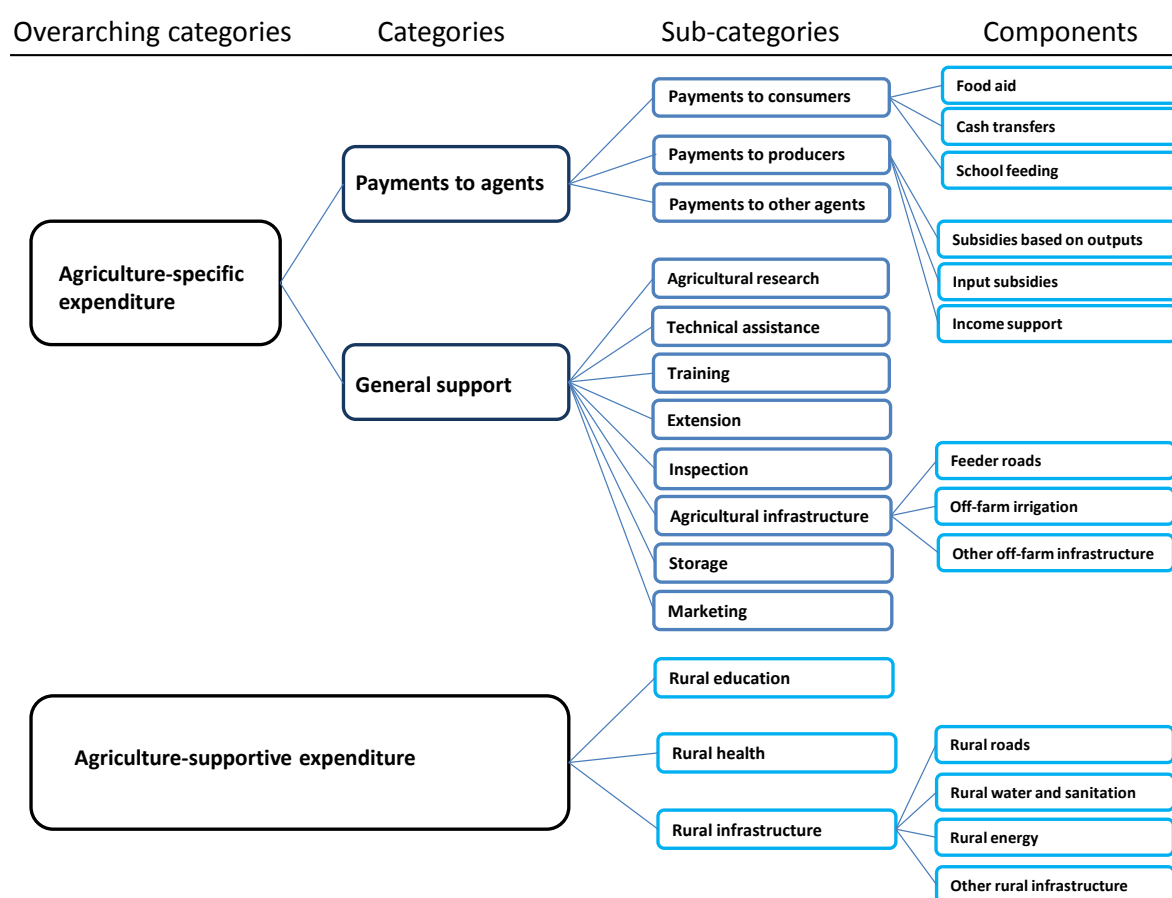 Overarching categories
Categories
Sub-categories
Components
Agriculture-specific
expenditure
Payments to agents
Payments to consumers
Food aid
Cash transfers
School feeding
Payments to producers
Subsidies based on outputs
Input subsidies
Income support
Payments to other agents
General support
Agricultural research
Technical assistance
Training
Extension
Inspection
Agricultural infrastructure
Feeder roads
Off-farm irrigation
Other off-farm infrastructure
Storage
Marketing
Agriculture-supportive expenditure
Rural education
Rural health
Rural infrastructure
Rural roads
Rural water and sanitation
Rural energy
Other rural infrastructure